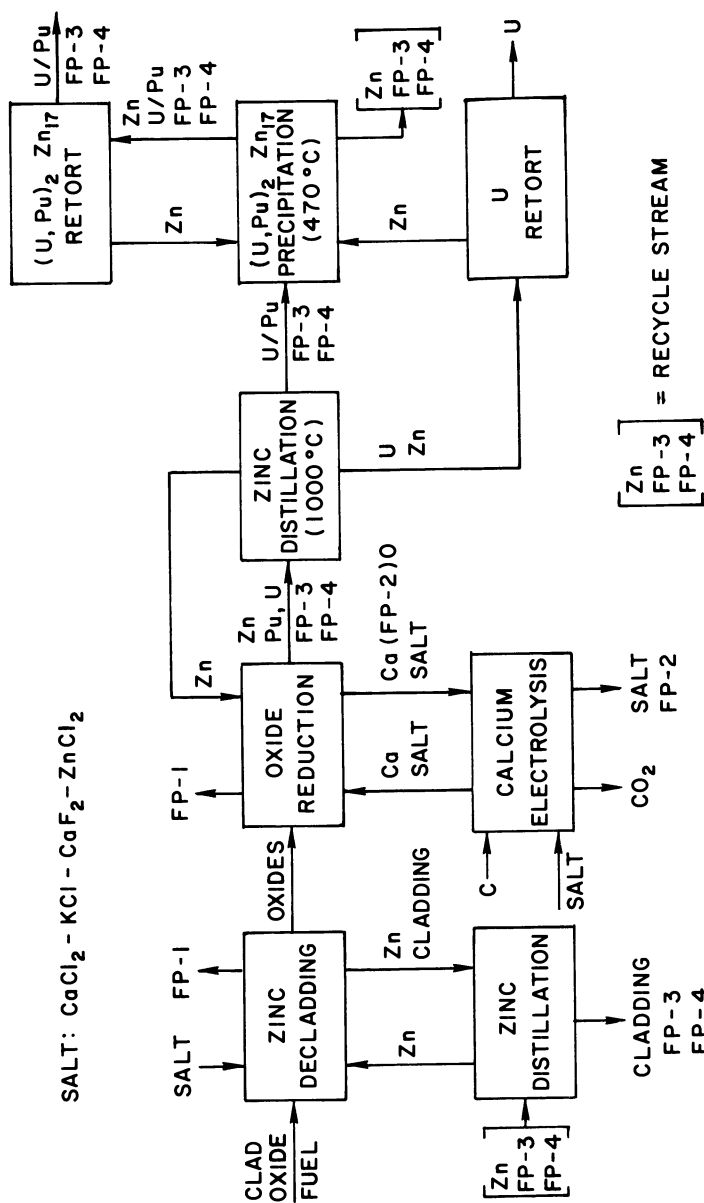 SALT: CaCl2 - KCl - CaF2 - ZnCl2
CLAD
OXIDE
FUEL
SALT
FP-1
ZINC
DECLADDING
OXIDES
Zn
Zn
CLADDING
[Zn
FP-3
FP-4]
ZINC
DISTILLATION
CLADDING
FP-3
FP-4
FP-1
Zn
OXIDE
REDUCTION
Zn
Pu, U
FP-3
FP-4
Ca
SALT
Ca(FP-2)O
SALT
C
SALT
CALCIUM
ELECTROLYSIS
CO2
SALT
FP-2
ZINC
DISTILLATION
(1000°C)
U/Pu
FP-3
FP-4
U
Zn
(U, Pu)2 Zn17
RETORT
U/Pu
FP-3
FP-4
Zn
Zn
U/Pu
FP-3
FP-4
(U, Pu)2 Zn17
PRECIPITATION
(470°C)
[Zn
FP-3
FP-4]
Zn
U
RETORT
U
[Zn
FP-3
FP-4] = RECYCLE STREAM